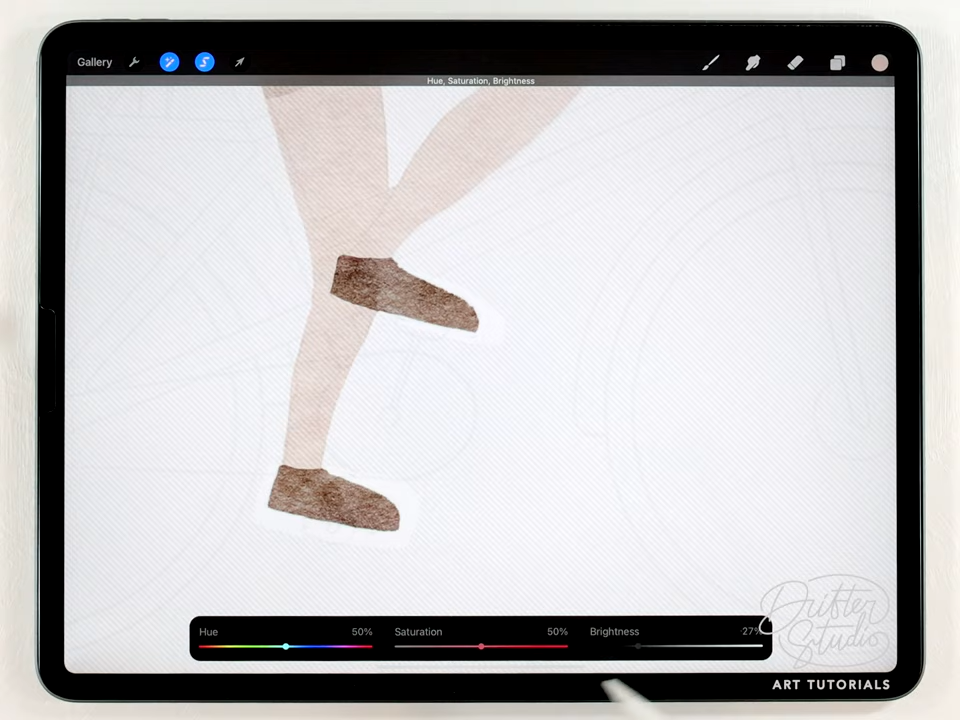 Gallery
Hue, Saturation, Brightness
Hue 50% Saturation 50% Brightness 27%
Drifter
Studio
ART TUTORIALS